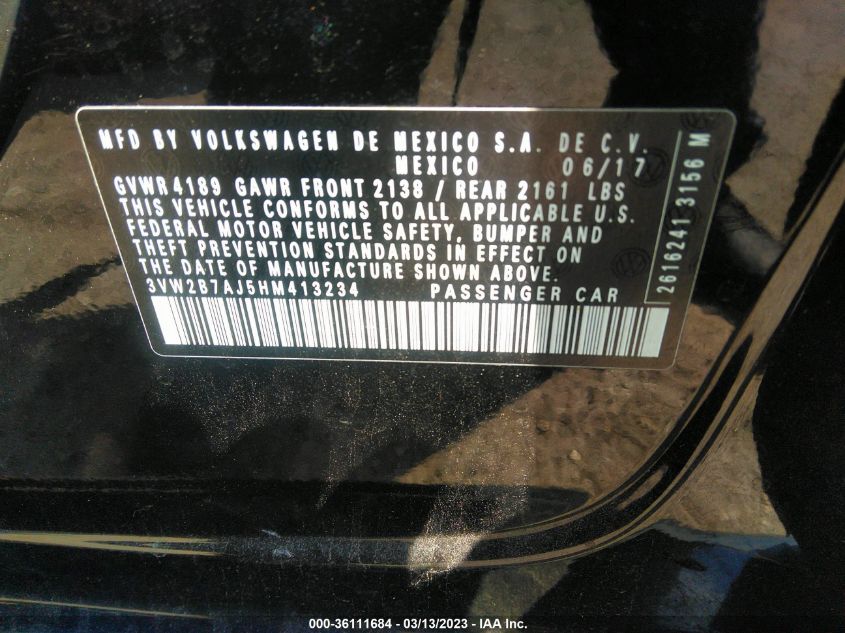 MFD BY VOLKSWAGEN DE MEXICO S.A. DE C.V.
MEXICO 06/17
GVWR 4189 GAWR FRONT 2138 / REAR 2161 LBS
THIS VEHICLE CONFORMS TO ALL APPLICABLE U.S.
FEDERAL MOTOR VEHICLE SAFETY, BUMPER AND
THEFT PREVENTION STANDARDS IN EFFECT ON
THE DATE OF MANUFACTURE SHOWN ABOVE.
3VW2B7AJ5HM413234 PASSENGER CAR
2616241 3156 M
000-36111684 / 03/13/2023 - IAA Inc.